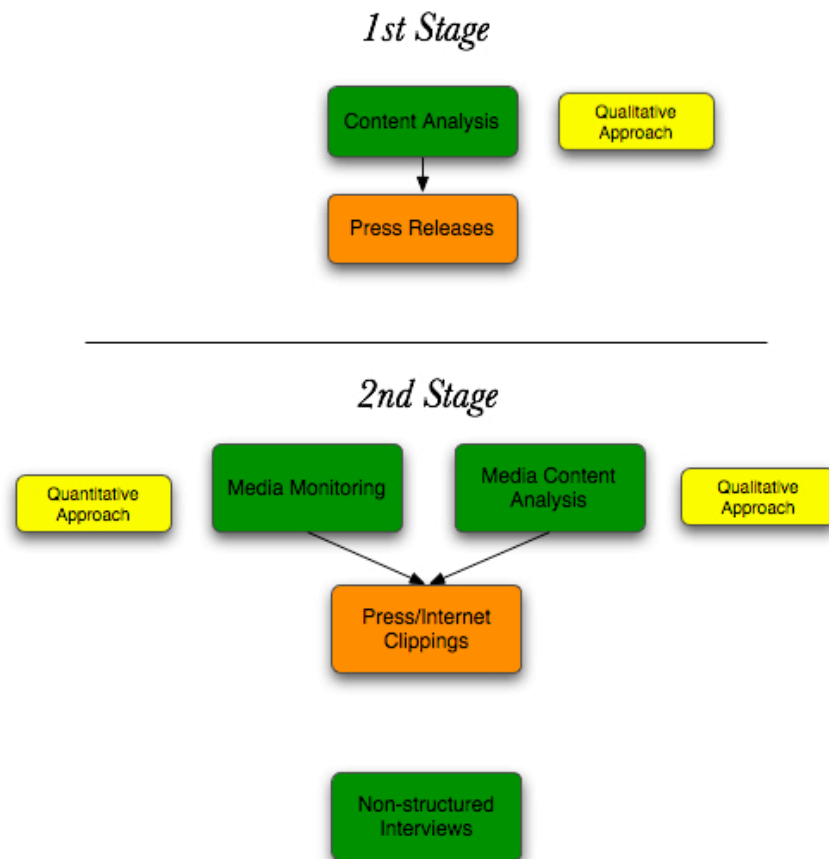 1st Stage
Content Analysis
Qualitative
Approach
Press Releases
2nd Stage
Quantitative
Approach
Media Monitoring
Media Content
Analysis
Qualitative
Approach
Press/Internet
Clippings
Non-structured
Interviews